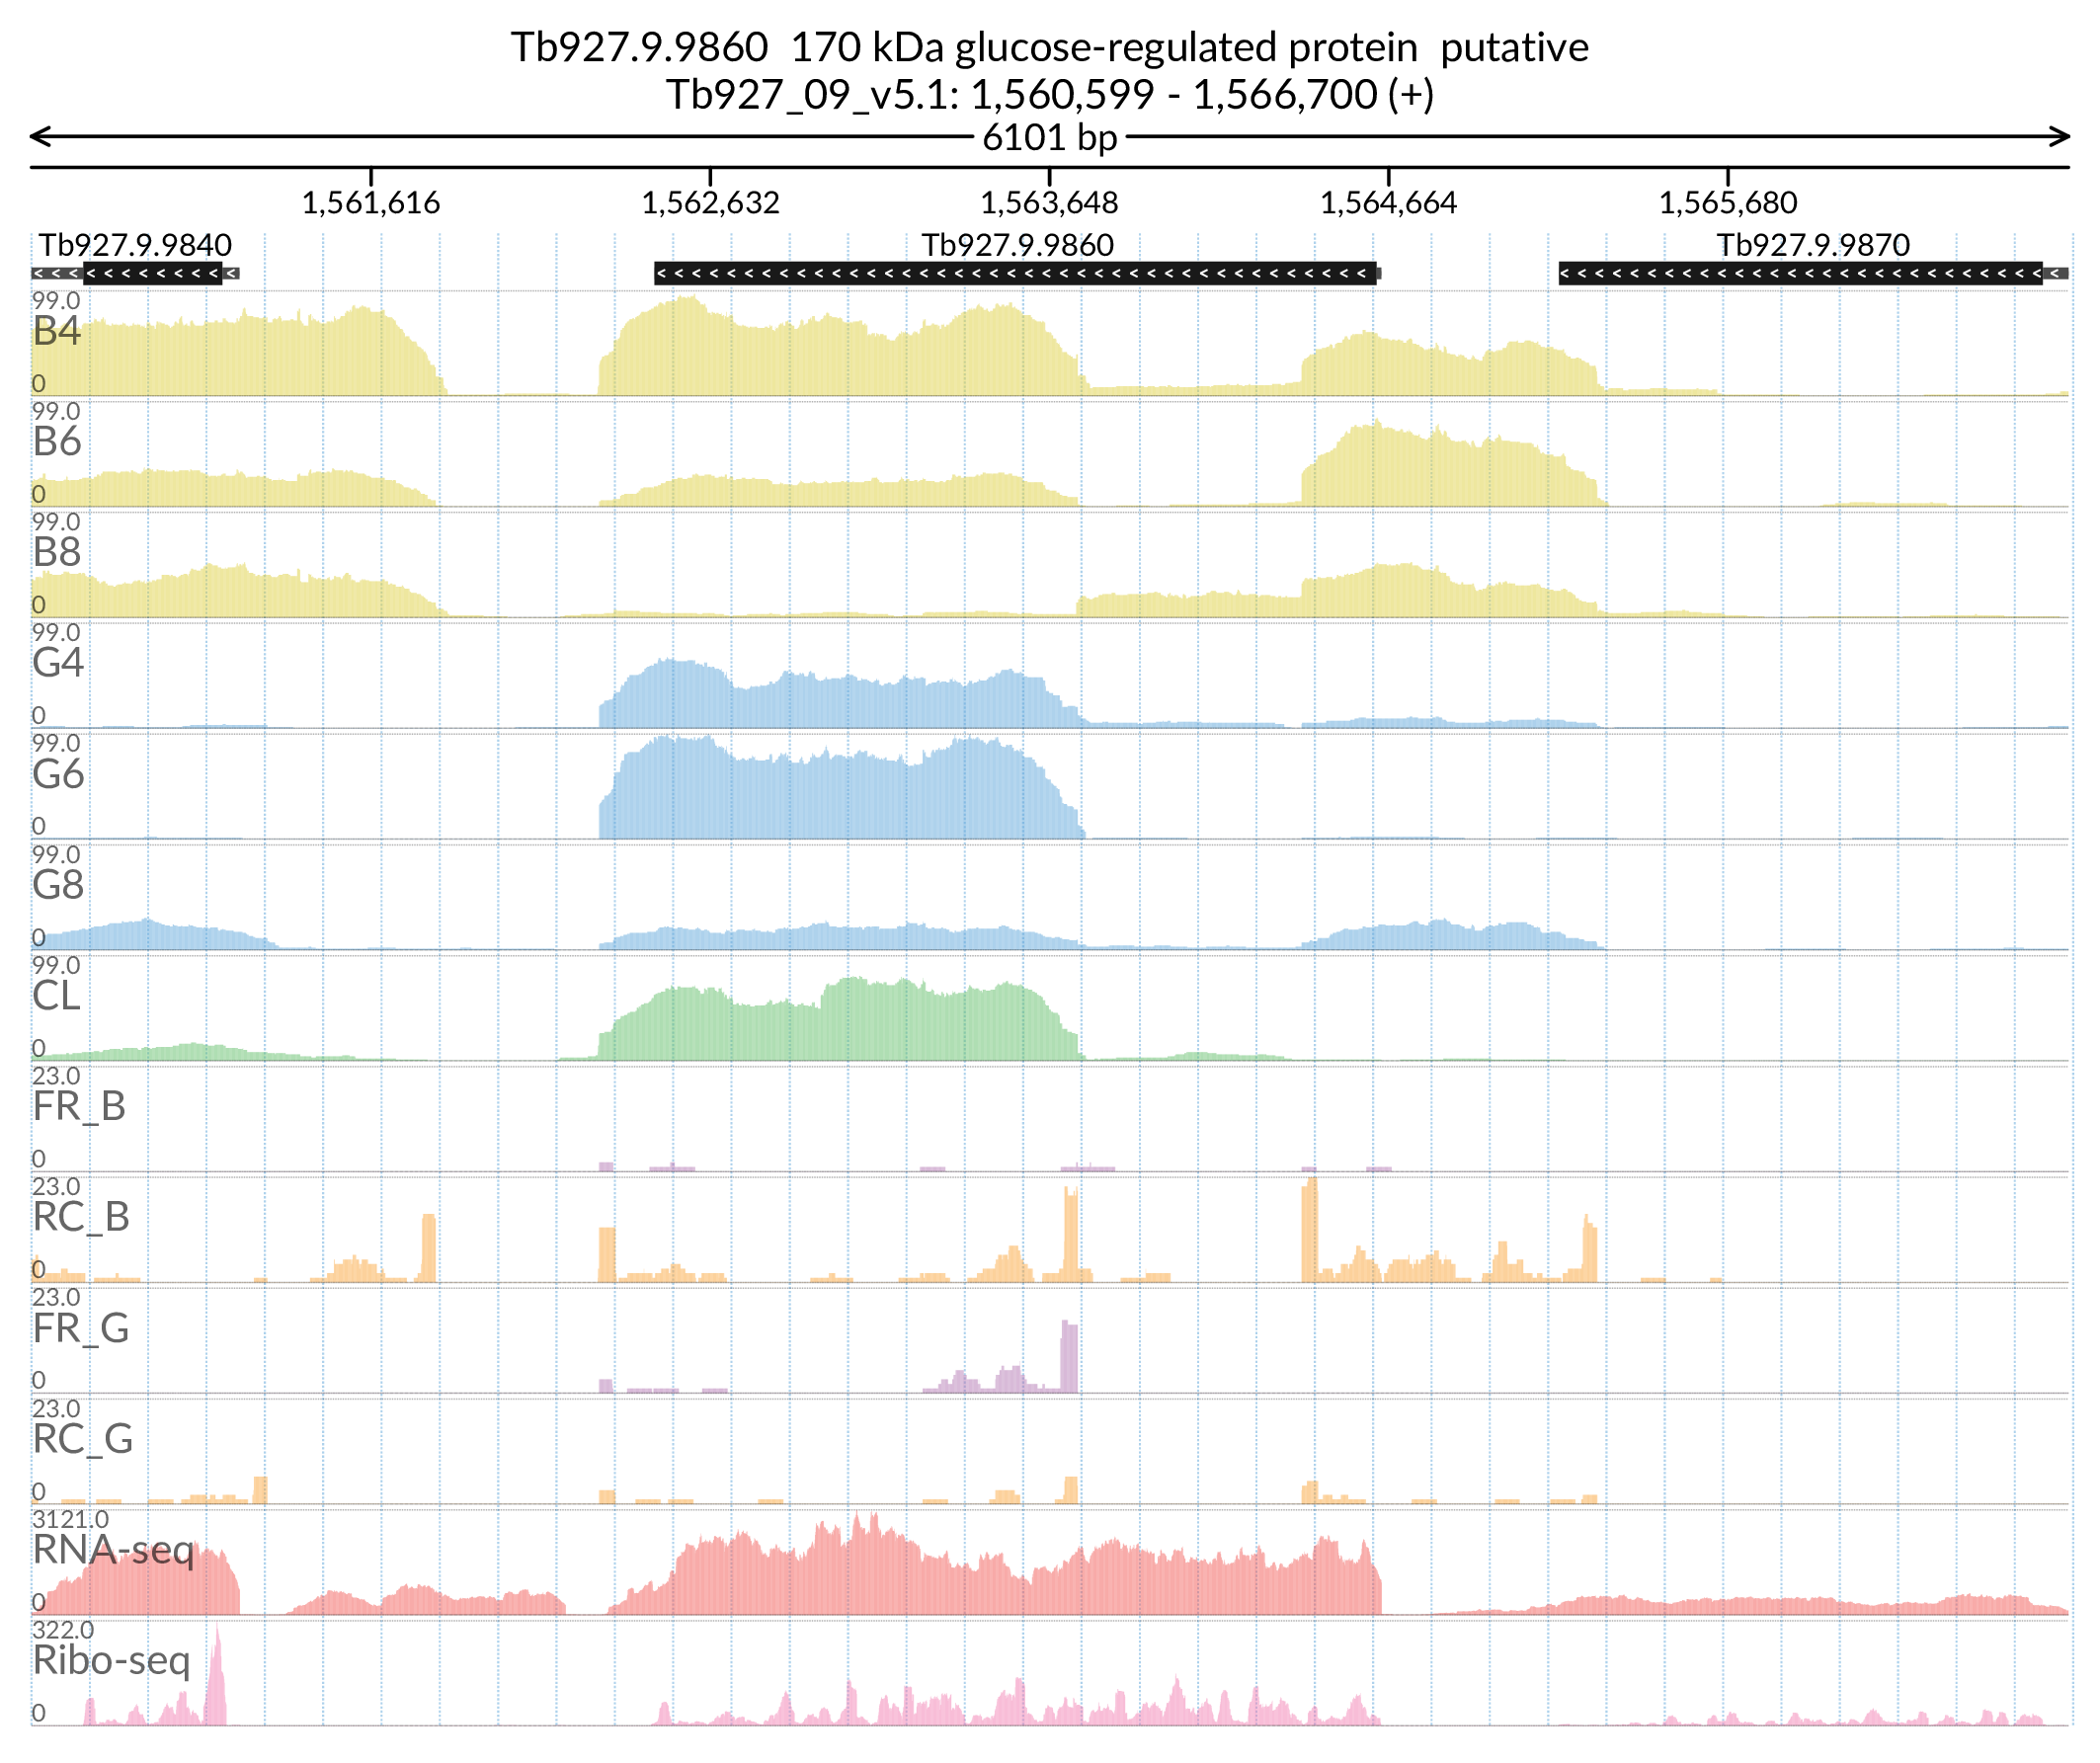 Tb927.9.9860  170 kDa glucose-regulated protein  putative
Tb927_09_v5.1: 1,560,599 - 1,566,700 (+)
6101 bp
1,561,616 1,562,632 1,563,648 1,564,664 1,565,680
Tb927.9.9840 Tb927.9.9860 Tb927.9.9870
99.0
B4
0
99.0
B6
0
99.0
B8
0
99.0
G4
0
99.0
G6
0
99.0
G8
0
99.0
CL
0
23.0
FR_B
0
23.0
RC_B
0
23.0
FR_G
0
23.0
RC_G
0
3121.0
RNA-seq
0
322.0
Ribo-seq
0